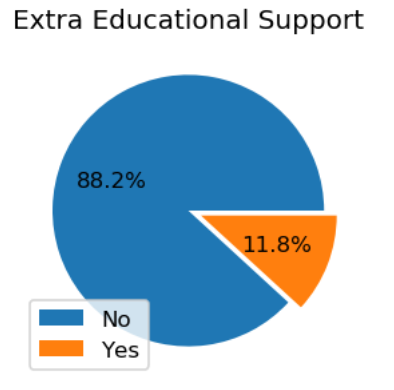 Extra Educational Support
88.2%
11.8%
No
Yes